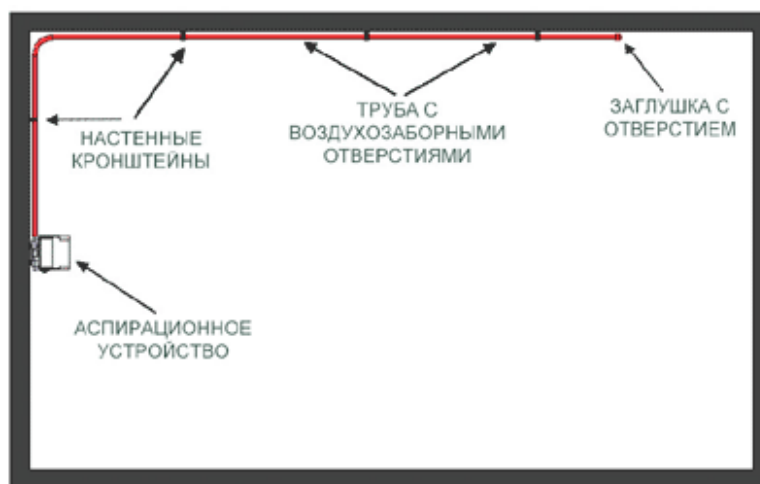 НАСТЕННЫЕ
КРОНШТЕЙНЫ
ТРУБА С
ВОЗДУХОЗАБОРНЫМИ
ОТВЕРСТИЯМИ
ЗАГЛУШКА С
ОТВЕРСТИЕМ
АСПИРАЦИОННОЕ
УСТРОЙСТВО